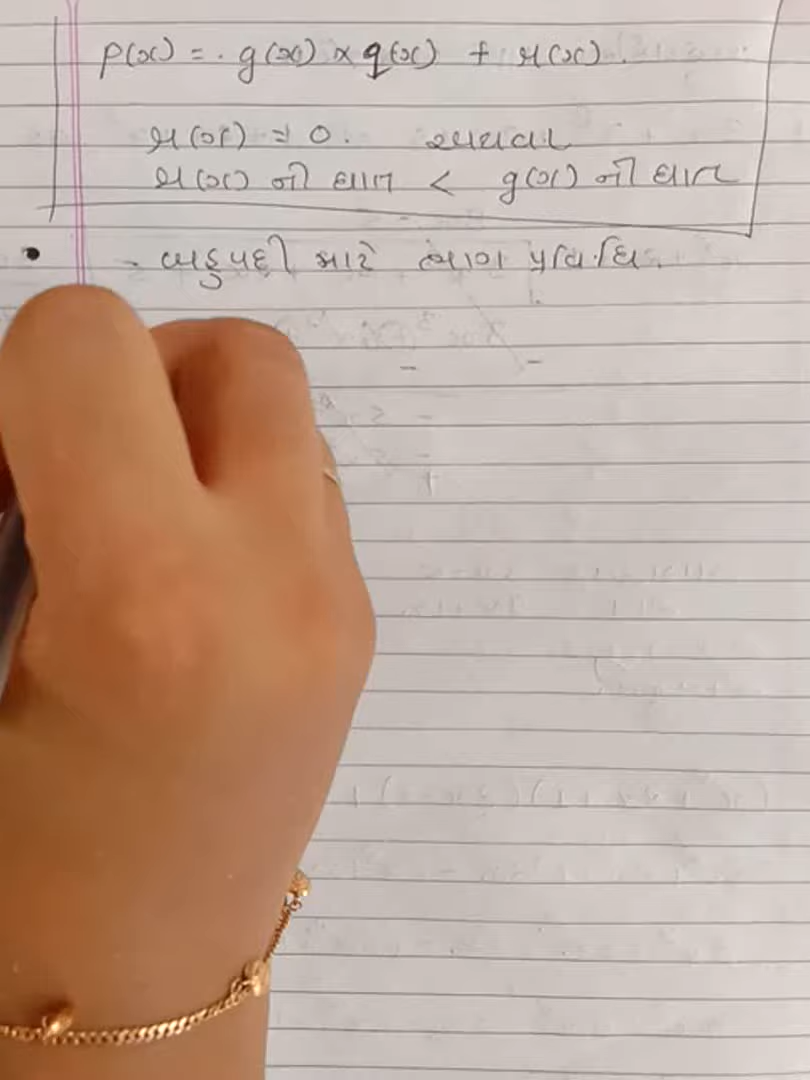 p(x) = . g(x) × q(x) + r(x) .
r(x) = 0. અથવા
r(x) ની ઘાત < g(x) ની ઘાત
• - બહુપદી માટે ભાગ પ્રવિધિ.